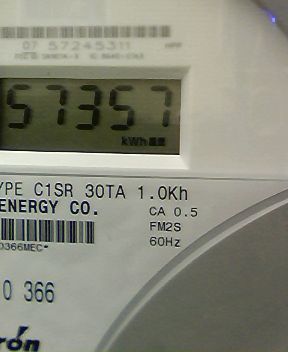 07 57245311
57357
kWh
YPE C1SR 30TA 1.0Kh
ENERGY CO.
CA 0.5
FM2S
60Hz
0366MEC*
0 366
rón